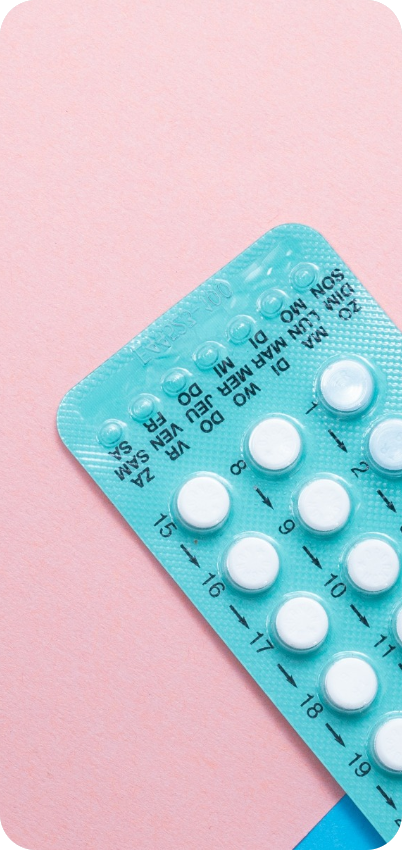 SON MO DI MI DO FR SA
DIM LUN MAR MER JEU VEN SAM
ZO MA DI WO DO VR ZA
1 → 2 →
8 → 9 → 10 → 11
15 → 16 → 17 → 18 → 19 →